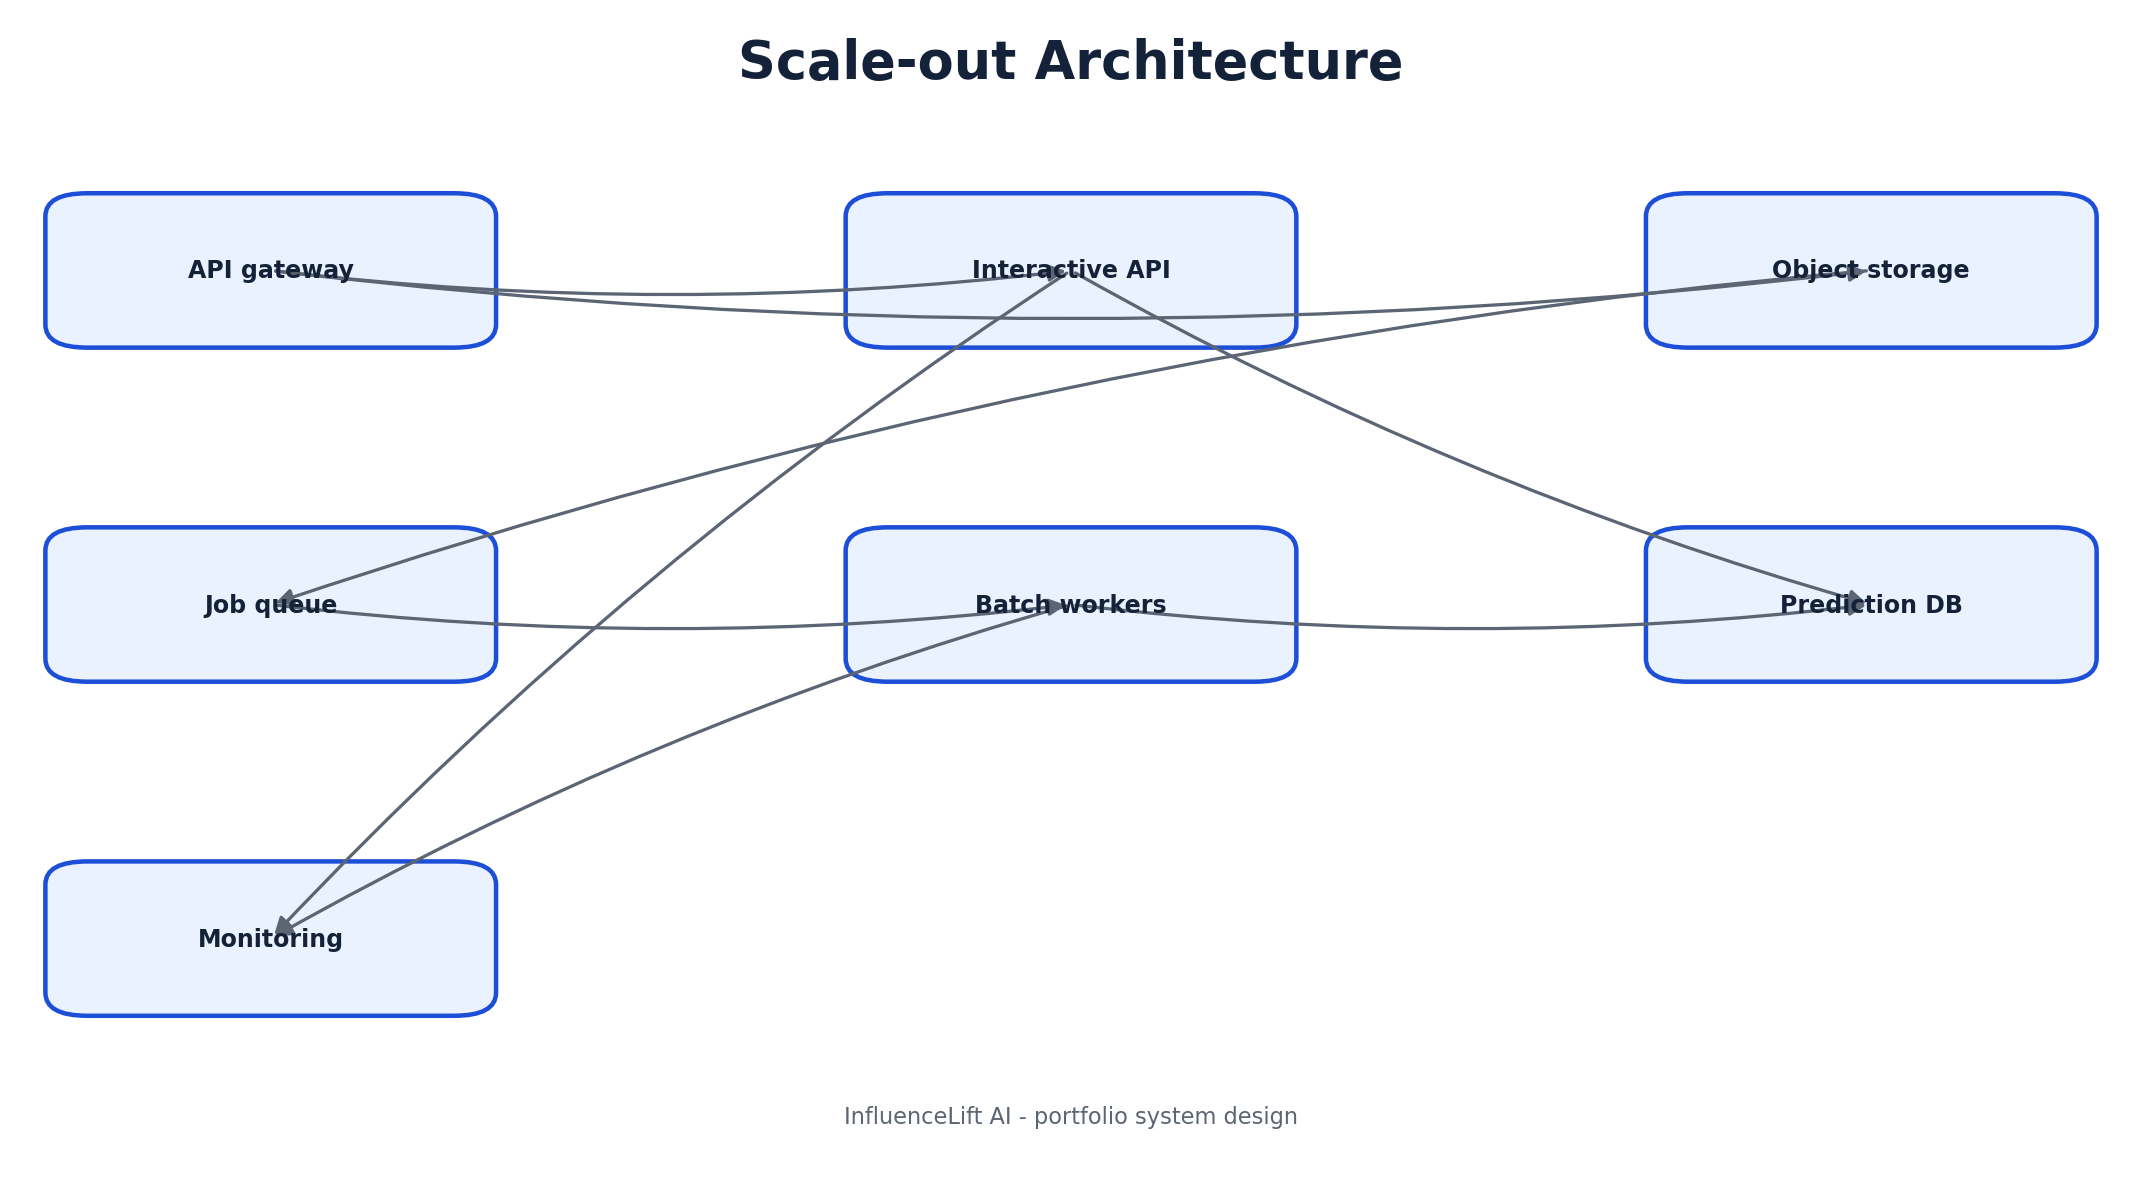 Scale-out Architecture
API gateway
Interactive API
Object storage
Job queue
Batch workers
Prediction DB
Monitoring
InfluenceLift AI - portfolio system design